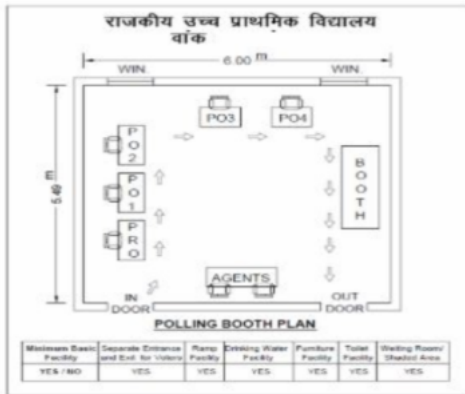 राजकीय उच्च प्राथमिक विद्यालय
वांक
6.00 m
WIN. WIN.
PO3 PO4
PO2
5.49 m
PO1
BOOTH
PRO
AGENTS
IN DOOR
OUT DOOR
POLLING BOOTH PLAN
Minimum Basic Facility Separate Entrance and Exit for Voters Ramp Facility Drinking Water Facility Furniture Facility Toilet Facility Waiting Room/ Shaded Area
YES / NO YES YES YES YES YES YES